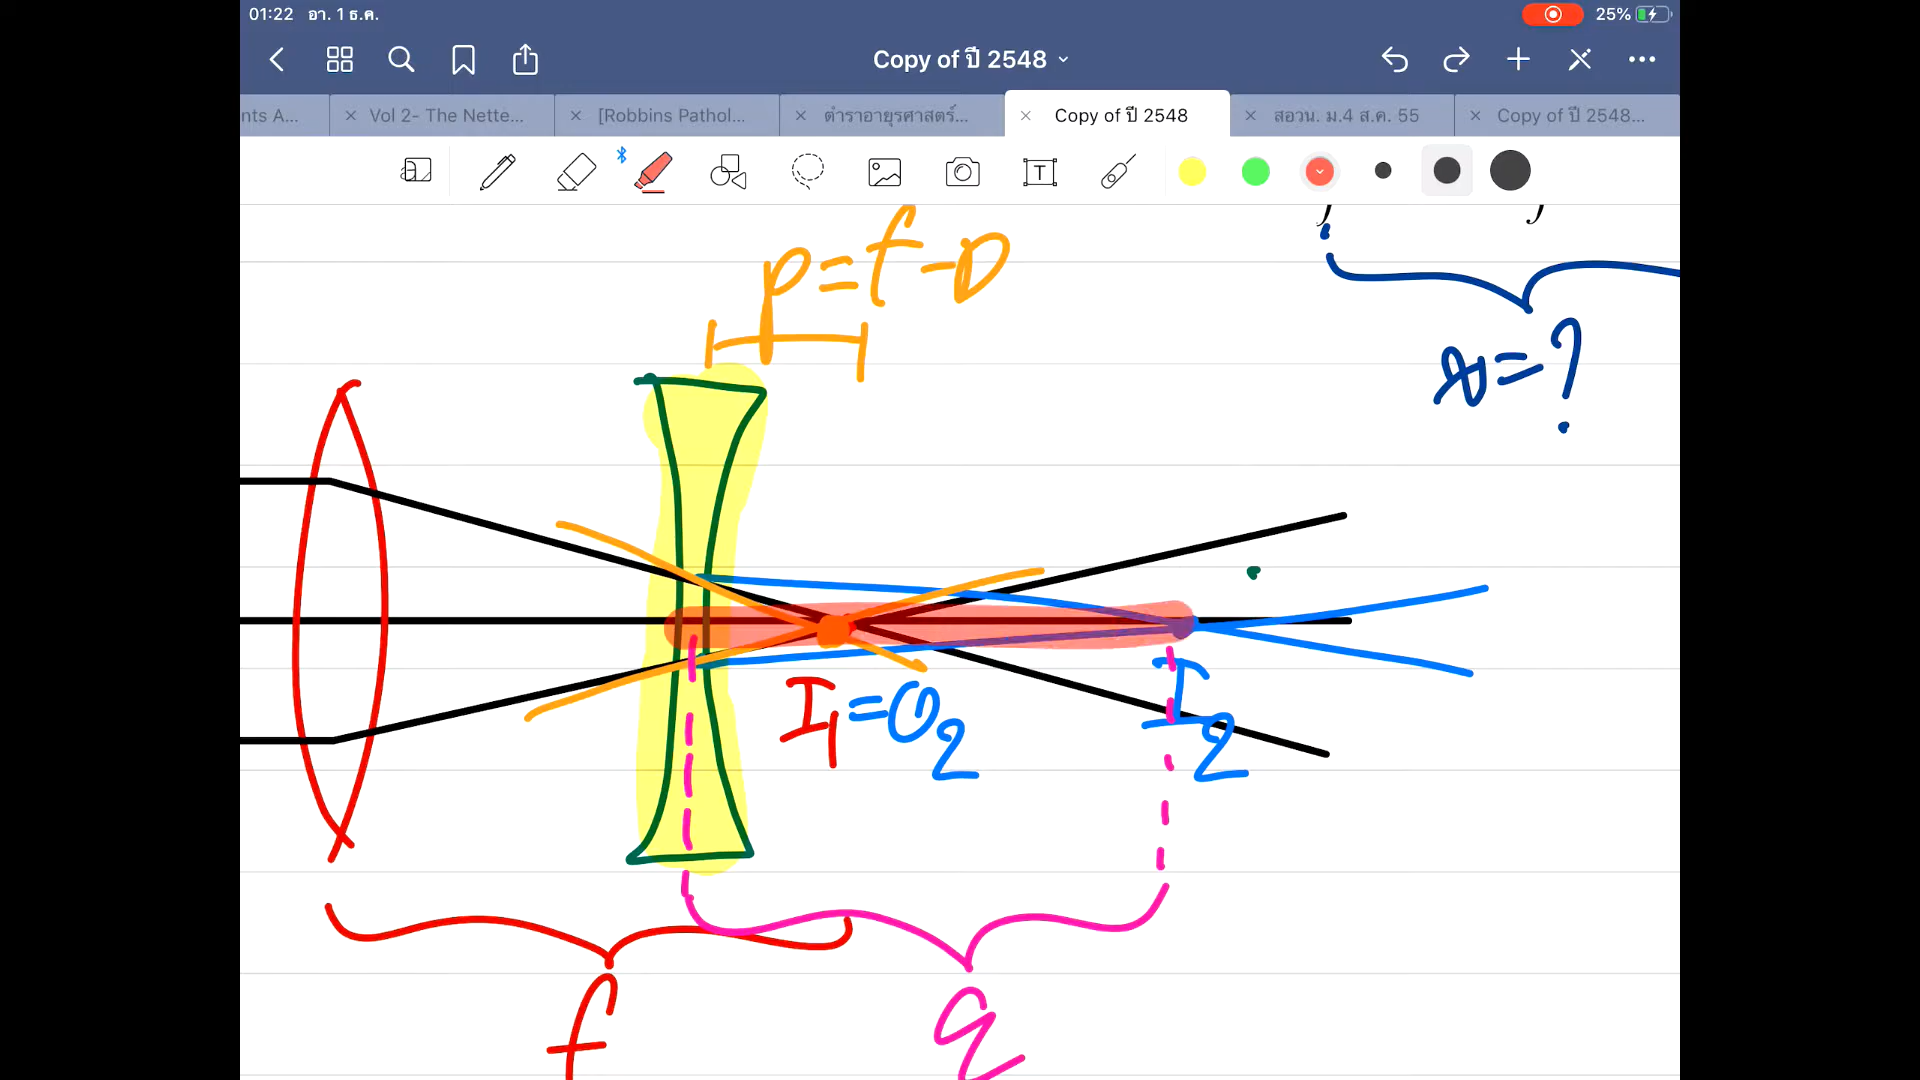 01:22 อา. 1 ธ.ค.
25%
Copy of ปี 2548
nts A...
Vol 2- The Nette...
[Robbins Pathol...
ตำราอายุรศาสตร์...
Copy of ปี 2548
สอวน. ม.4 ส.ค. 55
Copy of ปี 2548...
a
T
p=f-D
=?
I1=O2
I2
f
q